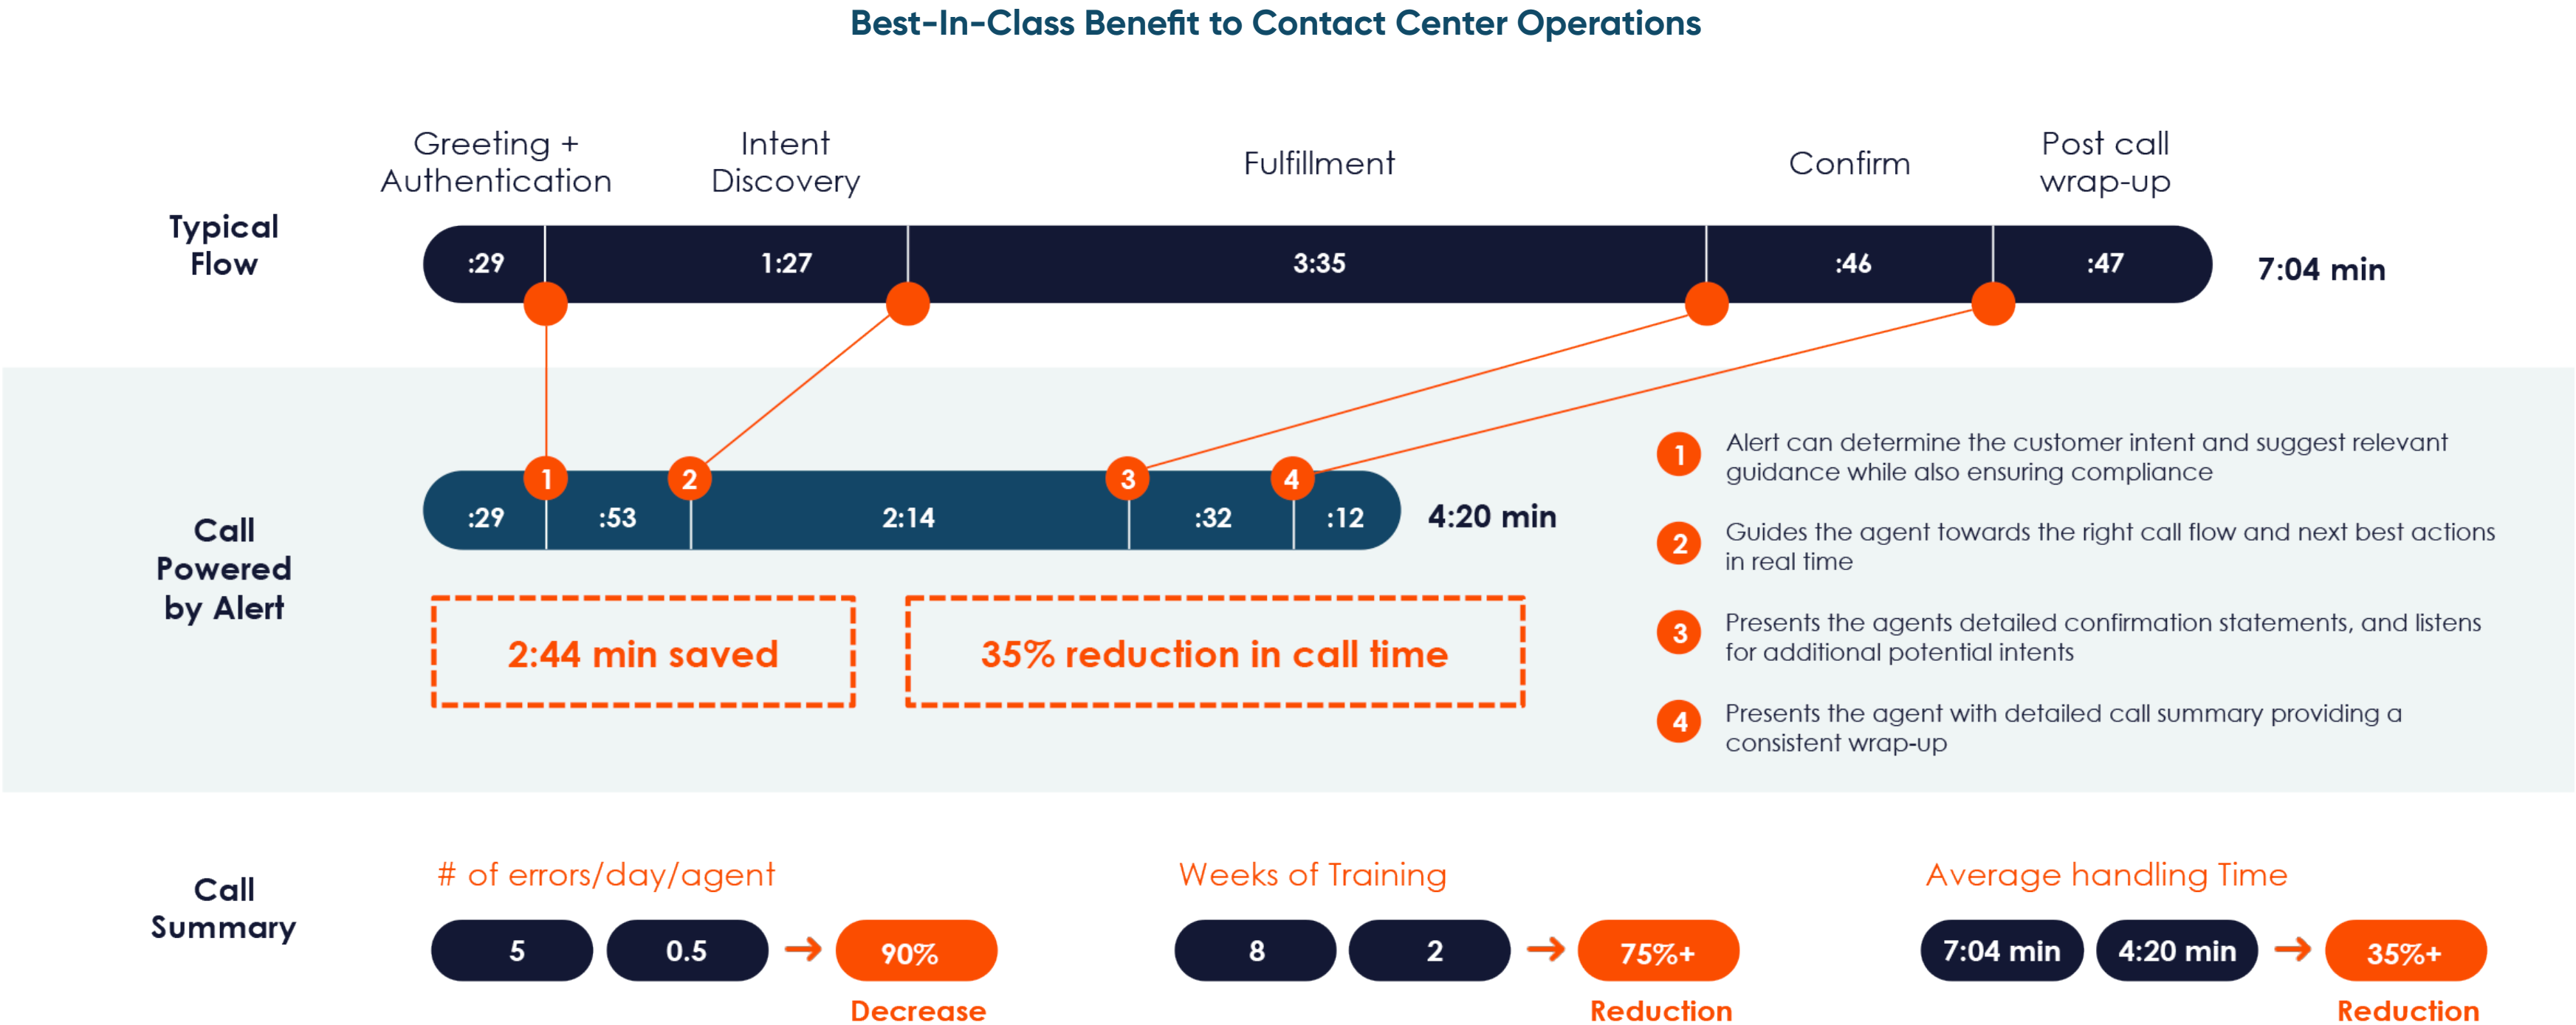 Best-In-Class Benefit to Contact Center Operations
Greeting +
Authentication
Intent
Discovery
Fulfillment
Confirm
Post call
wrap-up
Typical
Flow
:29
1:27
3:35
:46
:47
7:04 min
Call
Powered
by Alert
1
2
3
4
:29
:53
2:14
:32
:12
4:20 min
2:44 min saved
35% reduction in call time
1
Alert can determine the customer intent and suggest relevant
guidance while also ensuring compliance
2
Guides the agent towards the right call flow and next best actions
in real time
3
Presents the agents detailed confirmation statements, and listens
for additional potential intents
4
Presents the agent with detailed call summary providing a
consistent wrap-up
Call
Summary
# of errors/day/agent
5
0.5
90%
Decrease
Weeks of Training
8
2
75%+
Reduction
Average handling Time
7:04 min
4:20 min
35%+
Reduction